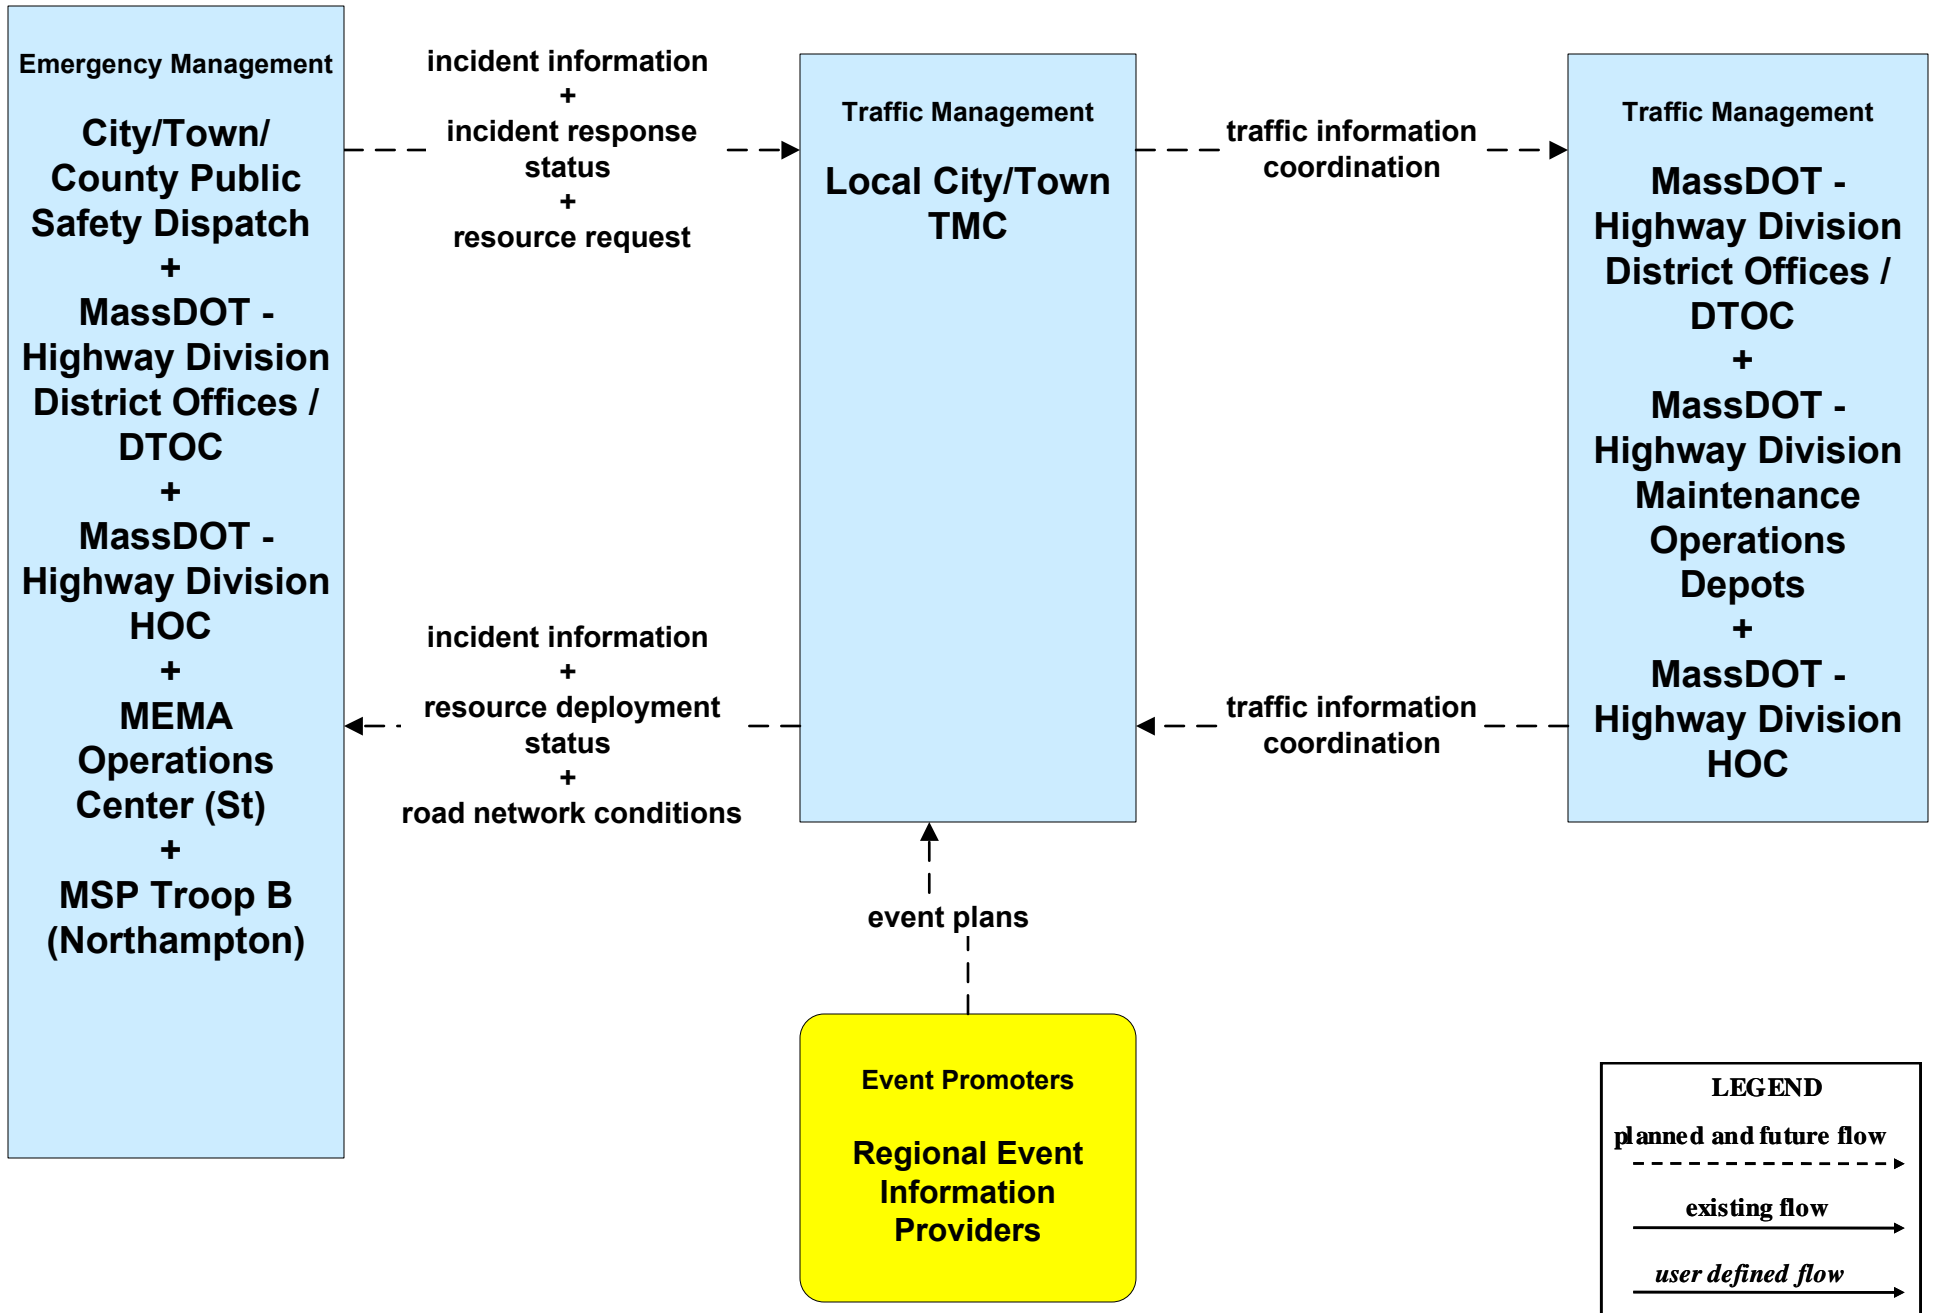 Emergency Management
City/Town/
County Public
Safety Dispatch
+
MassDOT -
Highway Division
District Offices /
DTOC
+
MassDOT -
Highway Division
HOC
+
MEMA
Operations
Center (St)
+
MSP Troop B
(Northampton)
incident information
+
incident response
status
+
resource request
incident information
+
resource deployment
status
+
road network conditions
Traffic Management
Local City/Town
TMC
traffic information
coordination
traffic information
coordination
Traffic Management
MassDOT -
Highway Division
District Offices /
DTOC
+
MassDOT -
Highway Division
Maintenance
Operations
Depots
+
MassDOT -
Highway Division
HOC
event plans
Event Promoters
Regional Event
Information
Providers
LEGEND
planned and future flow
existing flow
user defined flow